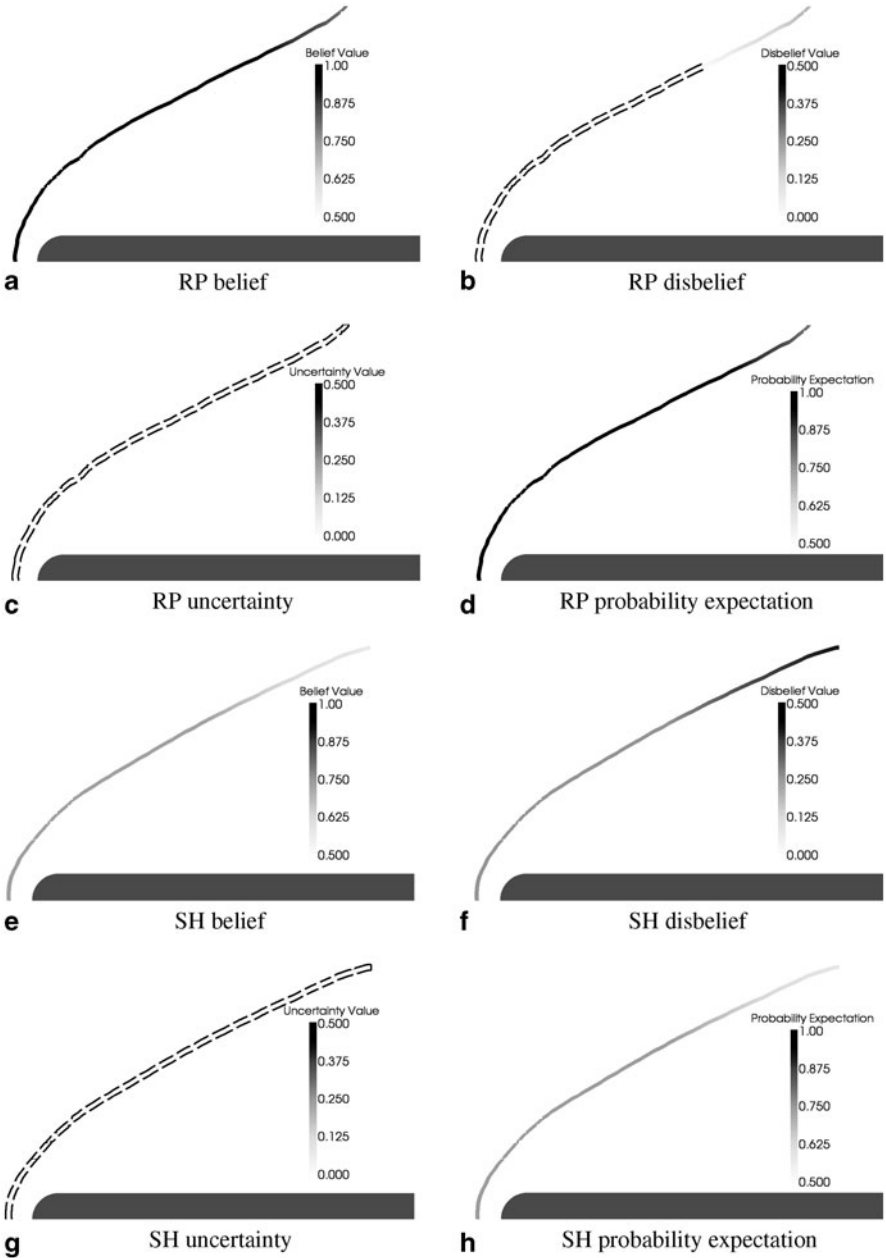 Belief Value
1.00
0.875
0.750
0.625
0.500
a
RP belief
Disbelief Value
0.500
0.375
0.250
0.125
0.000
b
RP disbelief
Uncertainty Value
0.500
0.375
0.250
0.125
0.000
c
RP uncertainty
Probability Expectation
1.00
0.875
0.750
0.625
0.500
d
RP probability expectation
Belief Value
1.00
0.875
0.750
0.625
0.500
e
SH belief
Disbelief Value
0.500
0.375
0.250
0.125
0.000
f
SH disbelief
Uncertainty Value
0.500
0.375
0.250
0.125
0.000
g
SH uncertainty
Probability Expectation
1.00
0.875
0.750
0.625
0.500
h
SH probability expectation